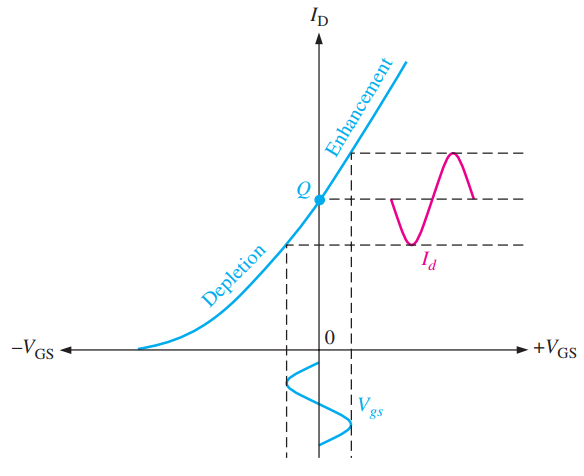 I_D
Enhancement
Q
I_d
Depletion
0
–V_GS
+V_GS
V_gs